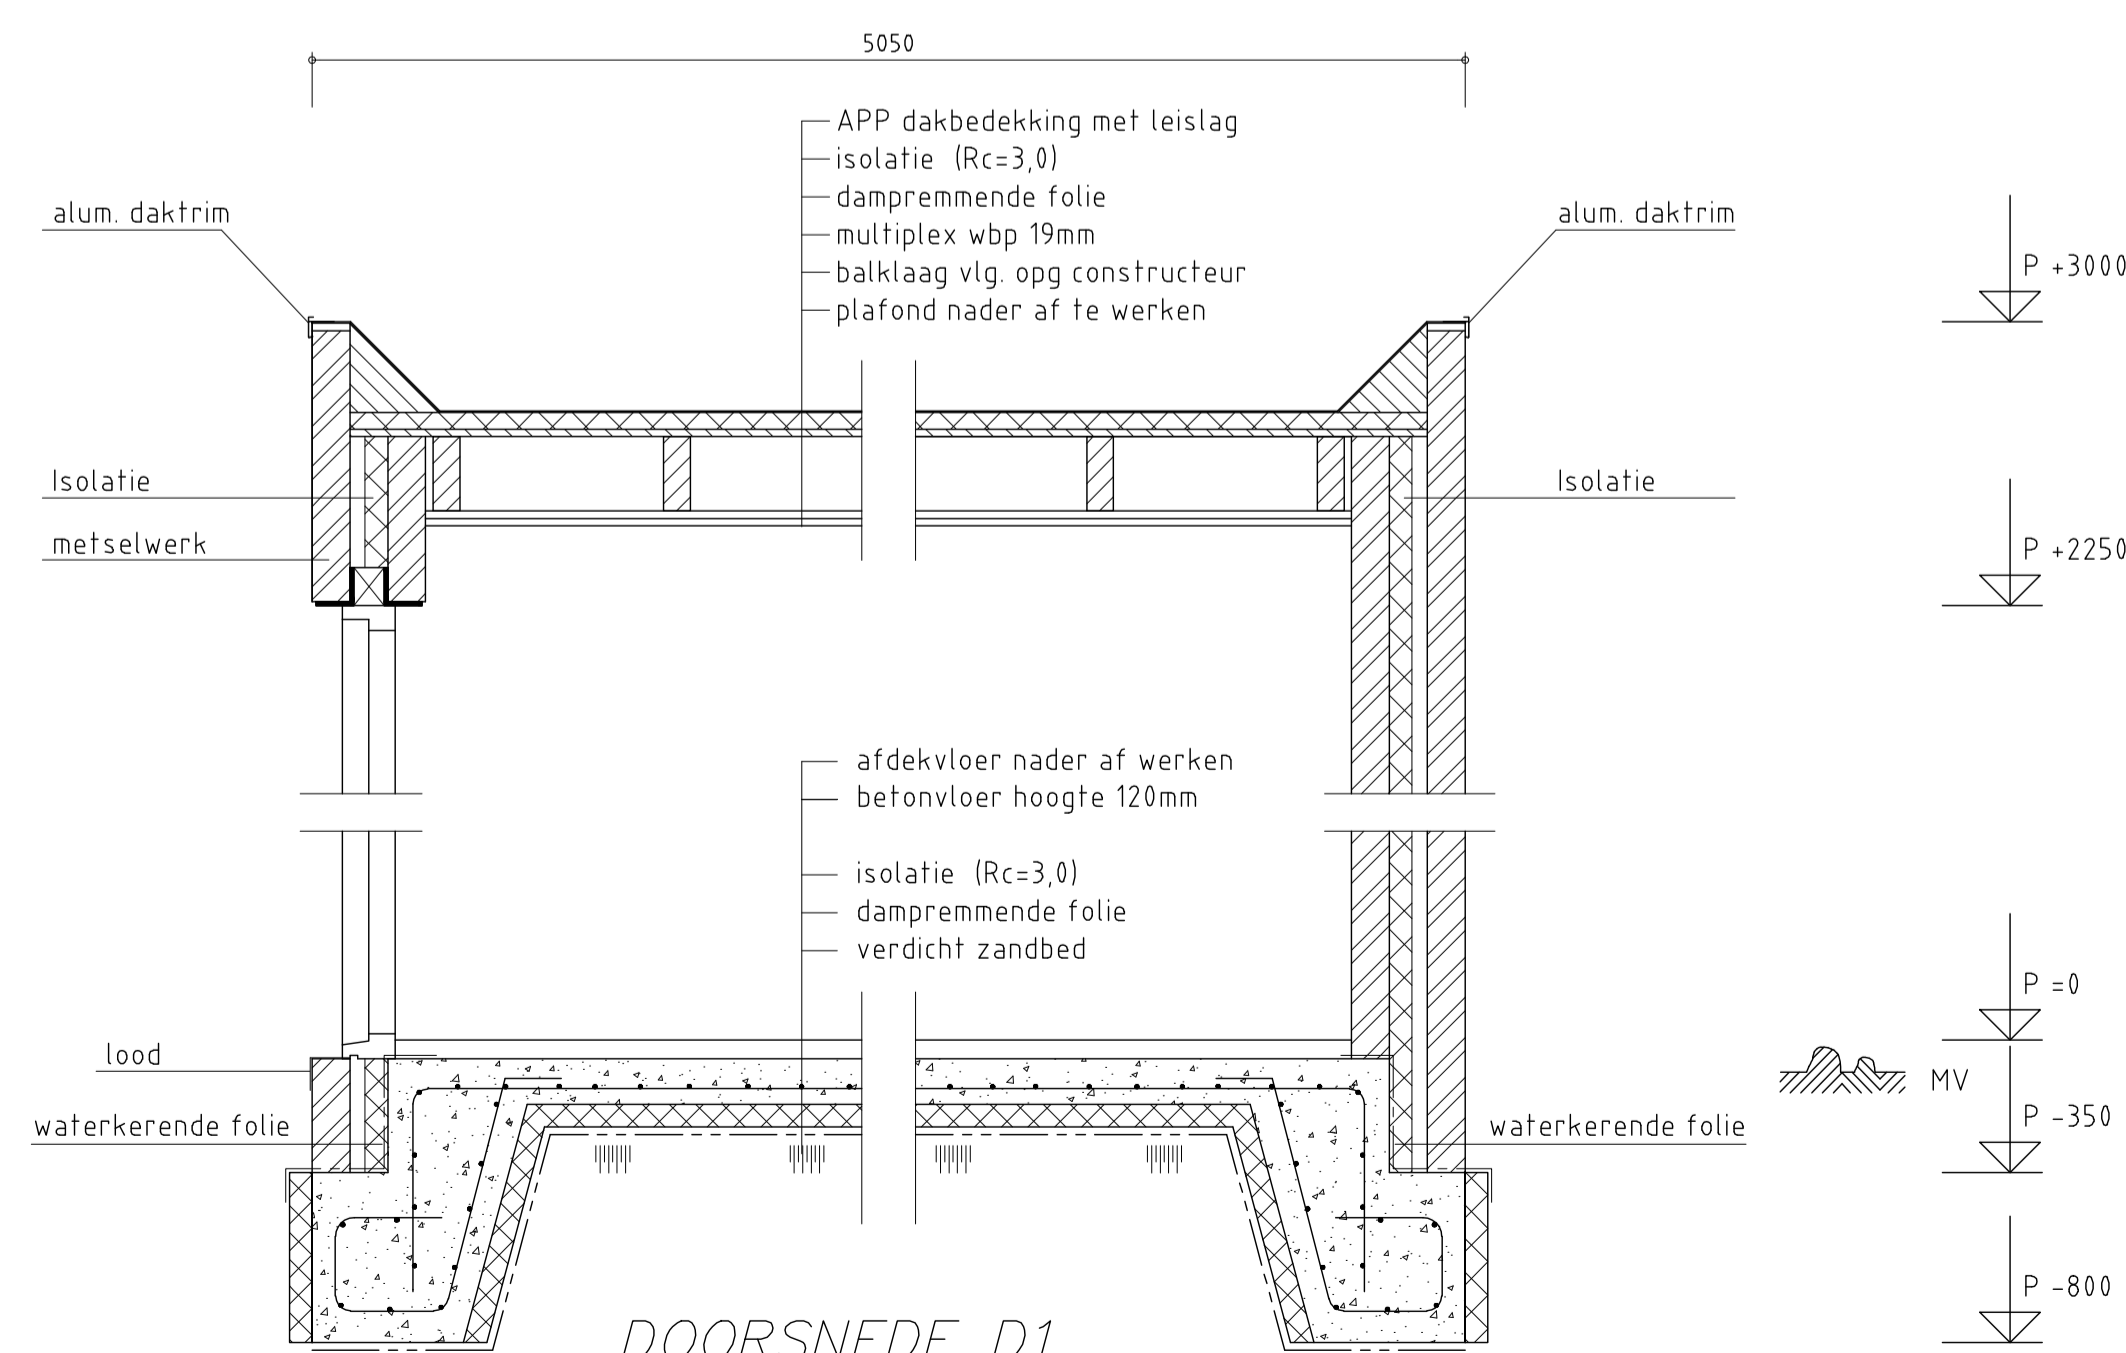 5050
APP dakbedekking met leislag
isolatie (Rc=3,0)
dampremmende folie
multiplex wbp 19mm
balklaag vlg. opg constructeur
plafond nader af te werken
alum. daktrim
alum. daktrim
P +3000
Isolatie
Isolatie
metselwerk
P +2250
afdekvloer nader af werken
betonvloer hoogte 120mm
isolatie (Rc=3,0)
dampremmende folie
verdicht zandbed
P =0
lood
MV
waterkerende folie
waterkerende folie
P -350
P -800
DOORSNEDE D1